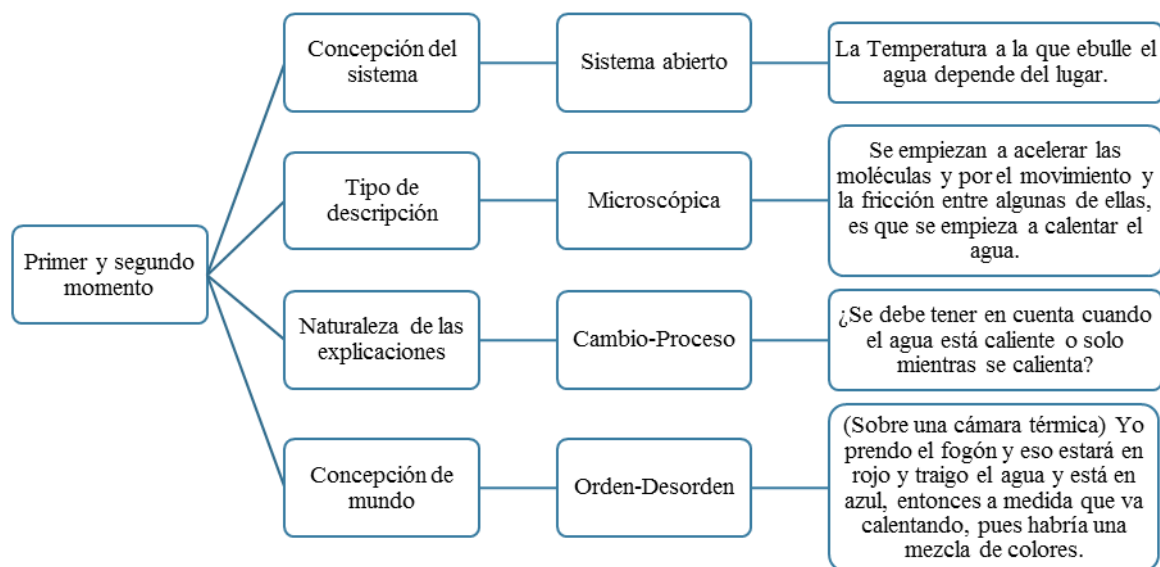 Primer y segundo
momento
Concepción del
sistema
Sistema abierto
La Temperatura a la que ebulle el
agua depende del lugar.
Tipo de
descripción
Microscópica
Se empiezan a acelerar las
moléculas y por el movimiento y
la fricción entre algunas de ellas,
es que se empieza a calentar el
agua.
Naturaleza de las
explicaciones
Cambio-Proceso
¿Se debe tener en cuenta cuando
el agua está caliente o solo
mientras se calienta?
Concepción de
mundo
Orden-Desorden
(Sobre una cámara térmica) Yo
prendo el fogón y eso estará en
rojo y traigo el agua y está en
azul, entonces a medida que va
calentando, pues habría una
mezcla de colores.